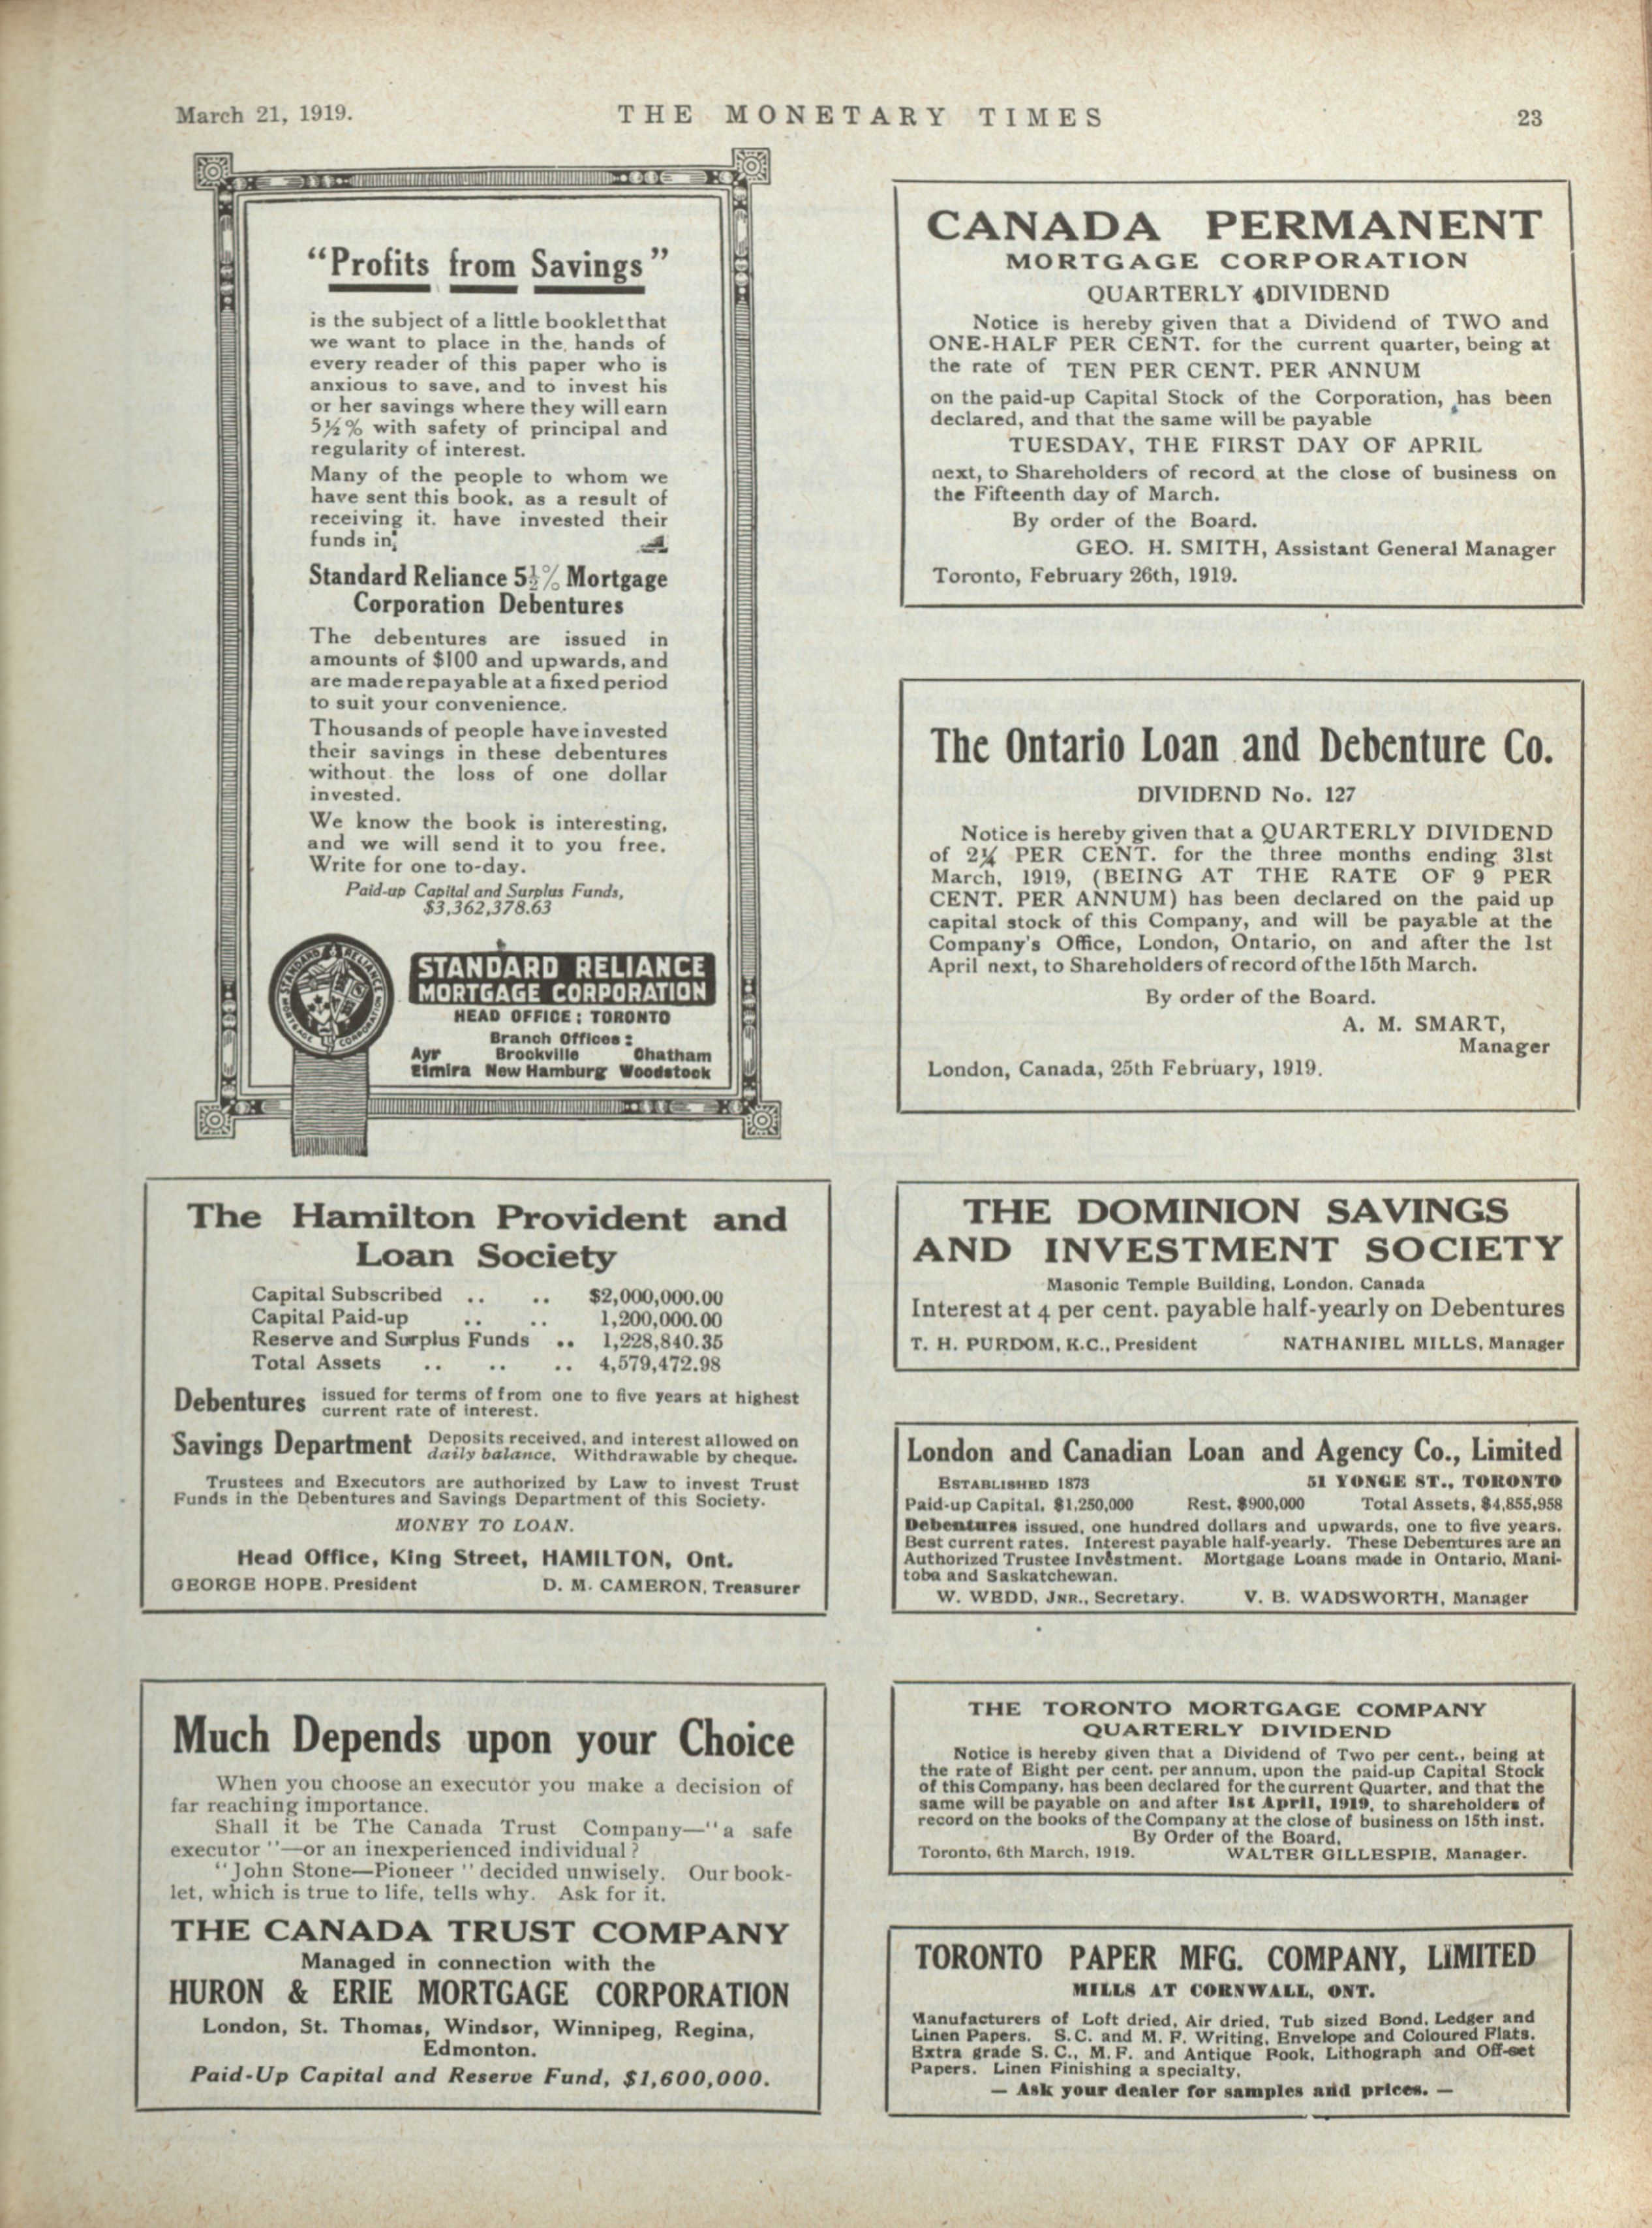 March 21, 1919.
THE MONETARY TIMES
23
"Profits from Savings"
is the subject of a little booklet that
we want to place in the hands of
every reader of this paper who is
anxious to save, and to invest his
or her savings where they will earn
5½% with safety of principal and
regularity of interest.
Many of the people to whom we
have sent this book, as a result of
receiving it, have invested their
funds in
Standard Reliance 5½% Mortgage
Corporation Debentures
The debentures are issued in
amounts of $100 and upwards, and
are made repayable at a fixed period
to suit your convenience.
Thousands of people have invested
their savings in these debentures
without the loss of one dollar
invested.
We know the book is interesting,
and we will send it to you free.
Write for one to-day.
Paid-up Capital and Surplus Funds,
$3,362,378.63
STANDARD RELIANCE
MORTGAGE CORPORATION
STANDARD RELIANCE
MORTGAGE CORPORATION
HEAD OFFICE: TORONTO
Branch Offices:
Ayr Brockville Chatham
Elmira New Hamburg Woodstock
The Hamilton Provident and
Loan Society
Capital Subscribed .. .. $2,000,000.00
Capital Paid-up .. .. 1,200,000.00
Reserve and Surplus Funds .. 1,228,840.35
Total Assets .. .. .. 4,579,472.98
Debentures issued for terms of from one to five years at highest
current rate of interest.
Savings Department Deposits received, and interest allowed on
daily balance. Withdrawable by cheque.
Trustees and Executors are authorized by Law to invest Trust
Funds in the Debentures and Savings Department of this Society.
MONEY TO LOAN.
Head Office, King Street, HAMILTON, Ont.
GEORGE HOPE, President D. M. CAMERON, Treasurer
Much Depends upon your Choice
When you choose an executor you make a decision of
far reaching importance.
Shall it be The Canada Trust Company—"a safe
executor"—or an inexperienced individual?
"John Stone—Pioneer" decided unwisely. Our book-
let, which is true to life, tells why. Ask for it.
THE CANADA TRUST COMPANY
Managed in connection with the
HURON & ERIE MORTGAGE CORPORATION
London, St. Thomas, Windsor, Winnipeg, Regina,
Edmonton.
Paid-Up Capital and Reserve Fund, $1,600,000.
CANADA PERMANENT
MORTGAGE CORPORATION
QUARTERLY DIVIDEND
Notice is hereby given that a Dividend of TWO and
ONE-HALF PER CENT. for the current quarter, being at
the rate of TEN PER CENT. PER ANNUM
on the paid-up Capital Stock of the Corporation, has been
declared, and that the same will be payable
TUESDAY, THE FIRST DAY OF APRIL
next, to Shareholders of record at the close of business on
the Fifteenth day of March.
By order of the Board.
GEO. H. SMITH, Assistant General Manager
Toronto, February 26th, 1919.
The Ontario Loan and Debenture Co.
DIVIDEND No. 127
Notice is hereby given that a QUARTERLY DIVIDEND
of 2¼ PER CENT. for the three months ending 31st
March, 1919, (BEING AT THE RATE OF 9 PER
CENT. PER ANNUM) has been declared on the paid up
capital stock of this Company, and will be payable at the
Company's Office, London, Ontario, on and after the 1st
April next, to Shareholders of record of the 15th March.
By order of the Board.
A. M. SMART,
Manager
London, Canada, 25th February, 1919.
THE DOMINION SAVINGS
AND INVESTMENT SOCIETY
Masonic Temple Building, London, Canada
Interest at 4 per cent. payable half-yearly on Debentures
T. H. PURDOM, K.C., President NATHANIEL MILLS, Manager
London and Canadian Loan and Agency Co., Limited
ESTABLISHED 1873 51 YONGE ST., TORONTO
Paid-up Capital, $1,250,000 Rest, $900,000 Total Assets, $4,855,958
Debentures issued, one hundred dollars and upwards, one to five years.
Best current rates. Interest payable half-yearly. These Debentures are an
Authorized Trustee Investment. Mortgage Loans made in Ontario, Mani-
toba and Saskatchewan.
W. WEDD, JNR., Secretary. V. B. WADSWORTH, Manager
THE TORONTO MORTGAGE COMPANY
QUARTERLY DIVIDEND
Notice is hereby given that a Dividend of Two per cent., being at
the rate of Eight per cent. per annum, upon the paid-up Capital Stock
of this Company, has been declared for the current Quarter, and that the
same will be payable on and after 1st April, 1919, to shareholders of
record on the books of the Company at the close of business on 15th inst.
By Order of the Board,
Toronto, 6th March, 1919. WALTER GILLESPIE, Manager.
TORONTO PAPER MFG. COMPANY, LIMITED
MILLS AT CORNWALL, ONT.
Manufacturers of Loft dried, Air dried, Tub sized Bond, Ledger and
Linen Papers. S.C. and M. F. Writing, Envelope and Coloured Flats.
Extra grade S. C., M. F. and Antique Book, Lithograph and Off-set
Papers. Linen Finishing a specialty.
— Ask your dealer for samples and prices. —